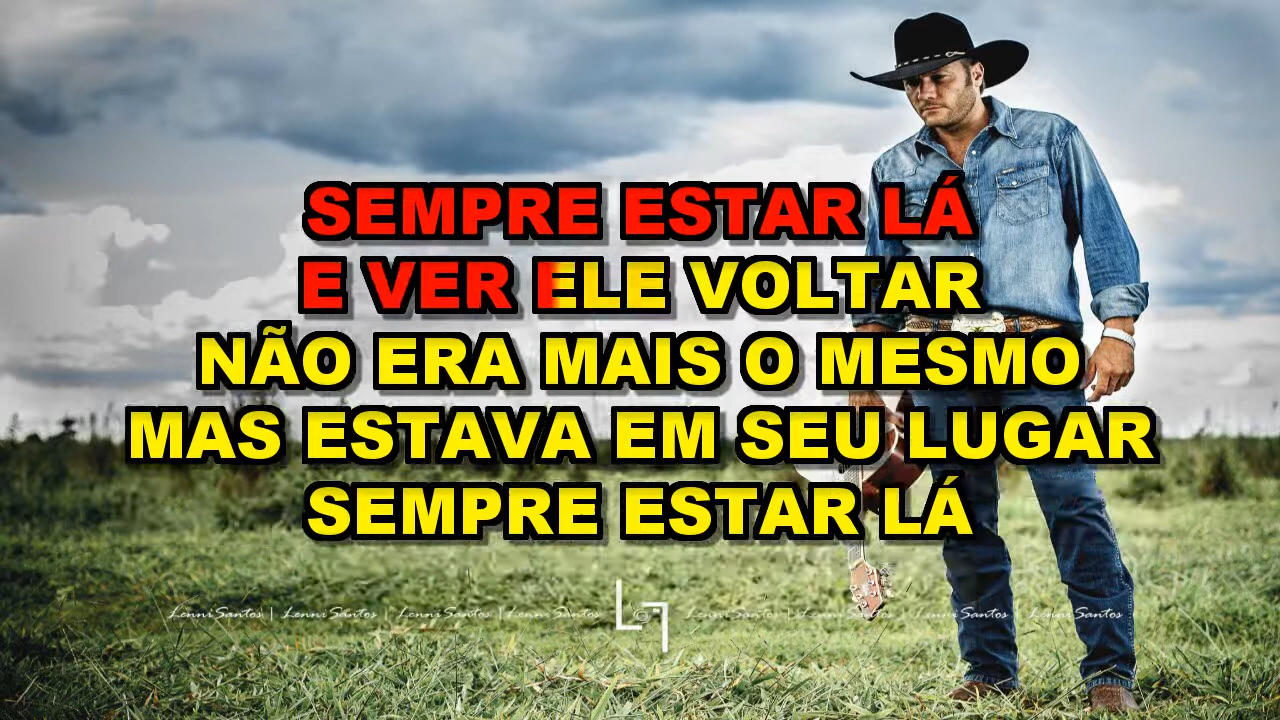 SEMPRE ESTAR LÁ
E VER ELE VOLTAR
NÃO ERA MAIS O MESMO
MAS ESTAVA EM SEU LUGAR
SEMPRE ESTAR LÁ
Lenni Santos | Lenni Santos | Lenni Santos | Lenni Santos Lenni Santos | Lenni Santos | Lenni Santos | Lenni Santos